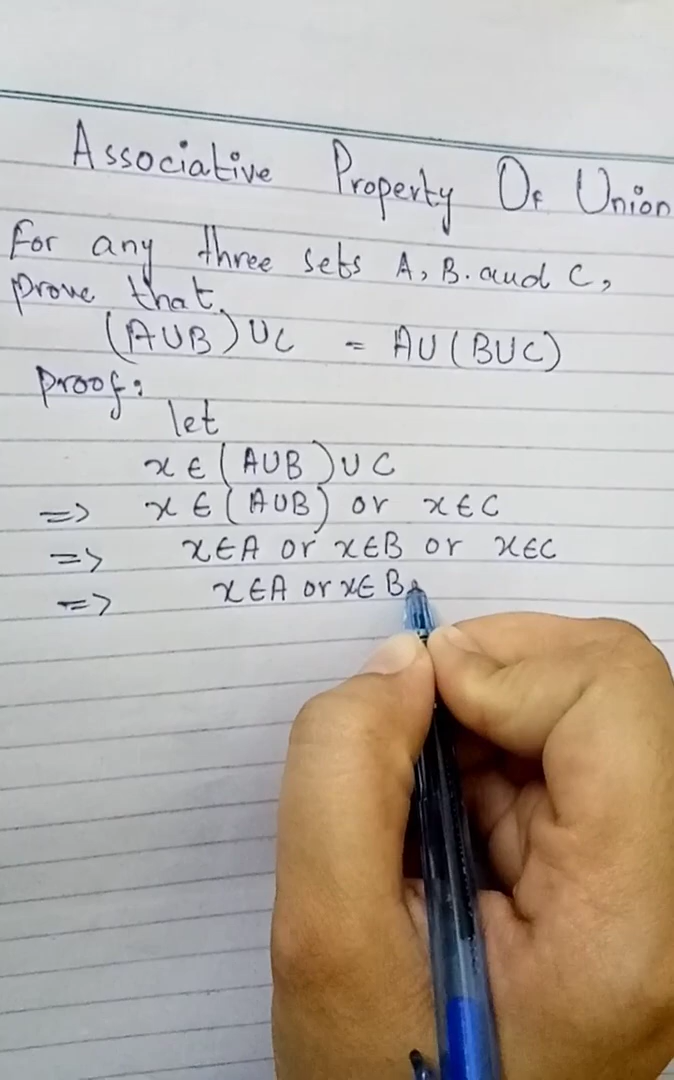 Associative Property Of Union
For any three sets A, B. and C,
prove that,
(AUB)UC = AU(BUC)
Proof:
let
x ∈ (AUB)UC
=> x ∈ (AUB) or x∈C
=> x∈A or x∈B or x∈C
=> x∈A or x∈B